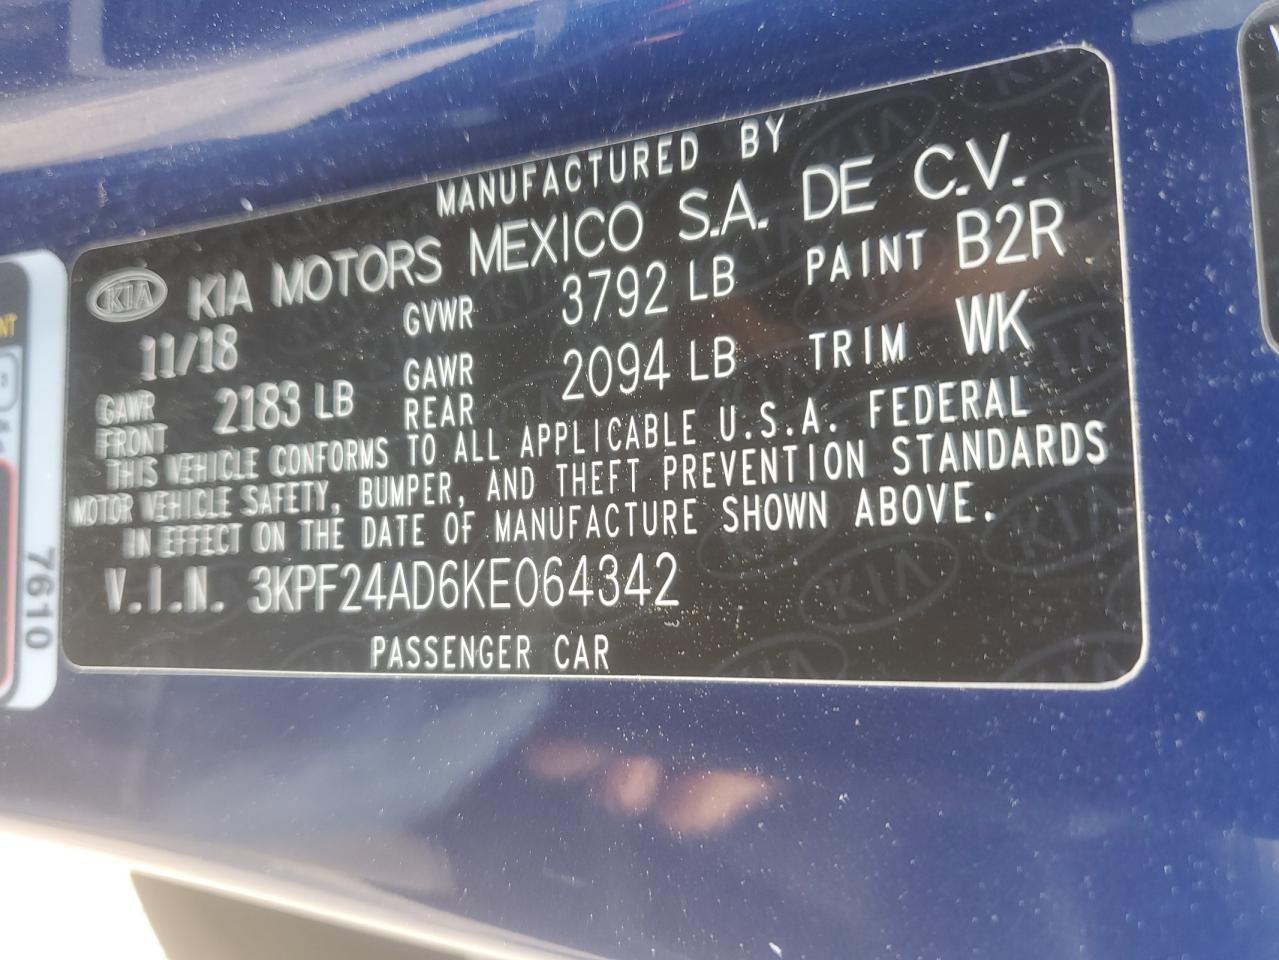 MANUFACTURED BY
KIA KIA MOTORS MEXICO S.A. DE C.V.
11/18 GVWR 3792 LB PAINT B2R
GAWR FRONT 2183 LB GAWR REAR 2094 LB TRIM WK
THIS VEHICLE CONFORMS TO ALL APPLICABLE U.S.A. FEDERAL
MOTOR VEHICLE SAFETY, BUMPER, AND THEFT PREVENTION STANDARDS
IN EFFECT ON THE DATE OF MANUFACTURE SHOWN ABOVE.
V.I.N. 3KPF24AD6KE064342
PASSENGER CAR
7610